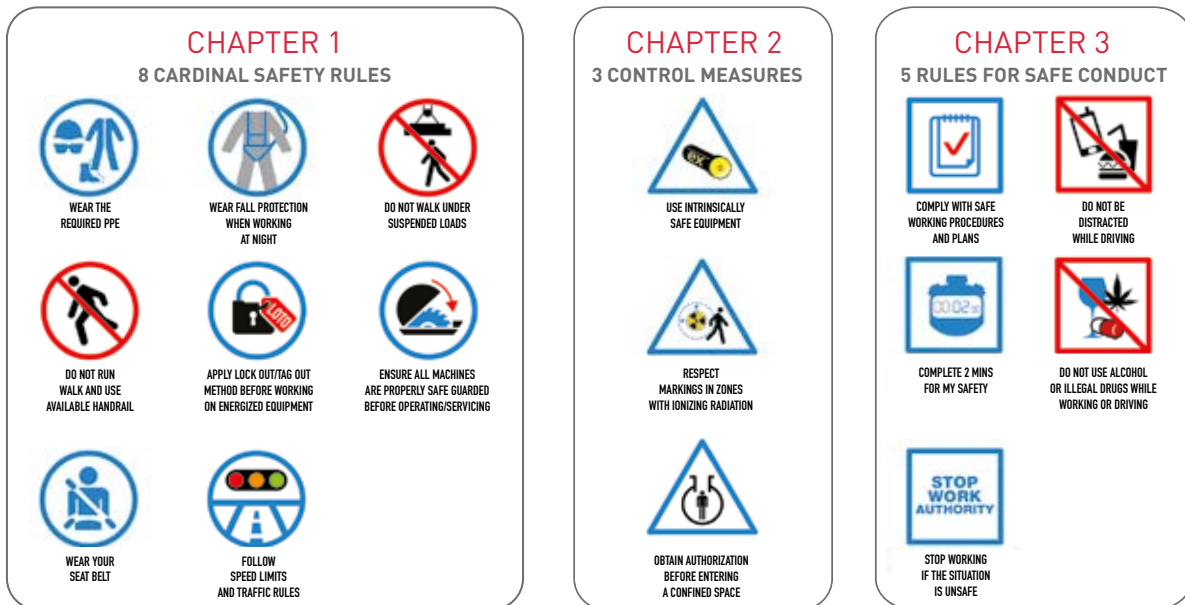 CHAPTER 1
8 CARDINAL SAFETY RULES
WEAR THE
REQUIRED PPE
WEAR FALL PROTECTION
WHEN WORKING
AT NIGHT
DO NOT WALK UNDER
SUSPENDED LOADS
LOTO
DO NOT RUN
WALK AND USE
AVAILABLE HANDRAIL
APPLY LOCK OUT/TAG OUT
METHOD BEFORE WORKING
ON ENERGIZED EQUIPMENT
ENSURE ALL MACHINES
ARE PROPERLY SAFE GUARDED
BEFORE OPERATING/SERVICING
WEAR YOUR
SEAT BELT
FOLLOW
SPEED LIMITS
AND TRAFFIC RULES
CHAPTER 2
3 CONTROL MEASURES
ex
USE INTRINSICALLY
SAFE EQUIPMENT
RESPECT
MARKINGS IN ZONES
WITH IONIZING RADIATION
OBTAIN AUTHORIZATION
BEFORE ENTERING
A CONFINED SPACE
CHAPTER 3
5 RULES FOR SAFE CONDUCT
COMPLY WITH SAFE
WORKING PROCEDURES
AND PLANS
DO NOT BE
DISTRACTED
WHILE DRIVING
COMPLETE 2 MINS
FOR MY SAFETY
DO NOT USE ALCOHOL
OR ILLEGAL DRUGS WHILE
WORKING OR DRIVING
STOP
WORK
AUTHORITY
STOP WORKING
IF THE SITUATION
IS UNSAFE